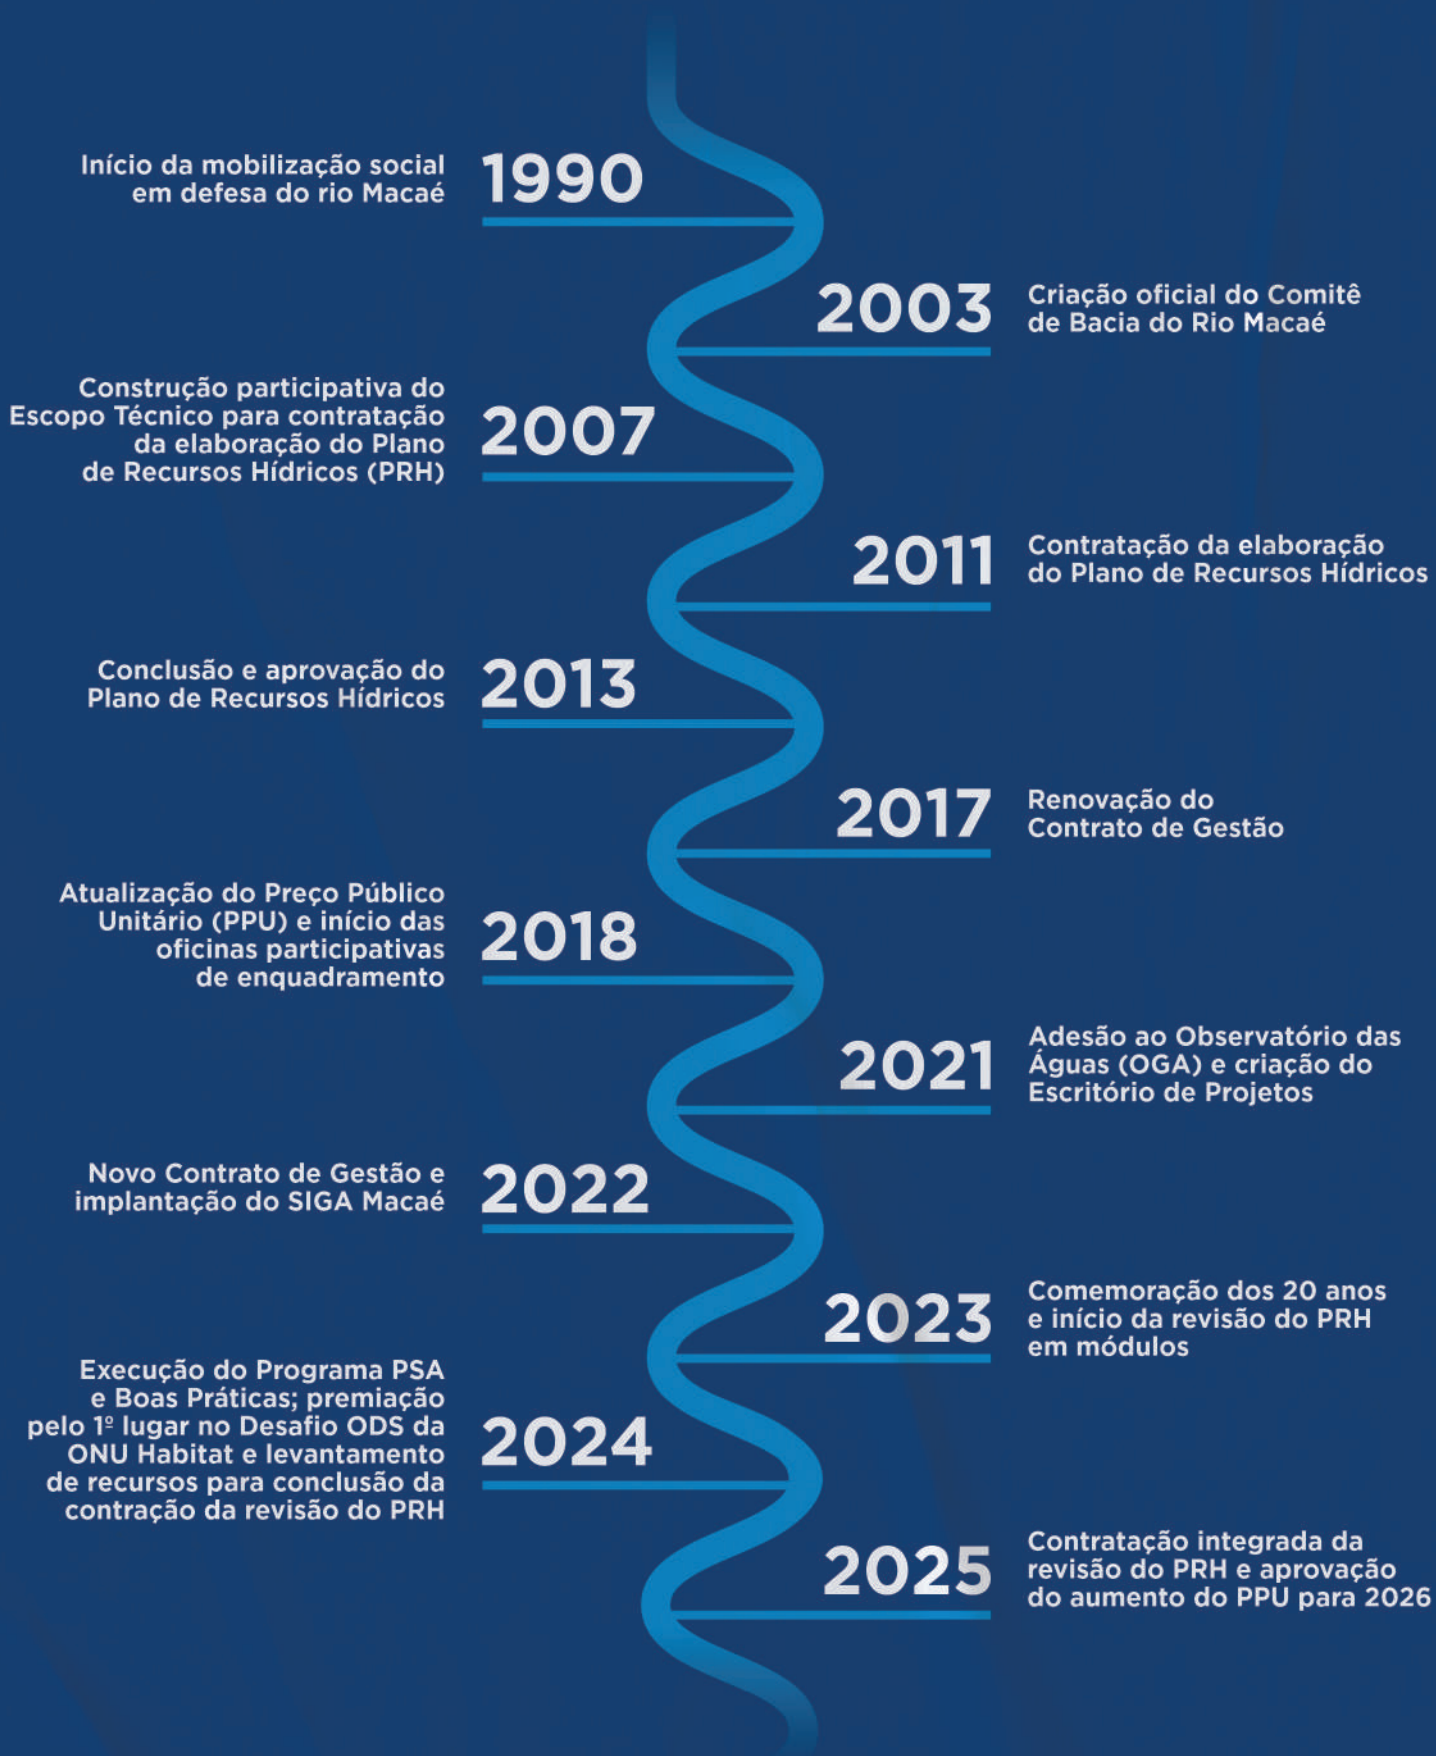 1990
Início da mobilização social
em defesa do rio Macaé
2003
Criação oficial do Comitê
de Bacia do Rio Macaé
2007
Construção participativa do
Escopo Técnico para contratação
da elaboração do Plano
de Recursos Hídricos (PRH)
2011
Contratação da elaboração
do Plano de Recursos Hídricos
2013
Conclusão e aprovação do
Plano de Recursos Hídricos
2017
Renovação do
Contrato de Gestão
2018
Atualização do Preço Público
Unitário (PPU) e início das
oficinas participativas
de enquadramento
2021
Adesão ao Observatório das
Águas (OGA) e criação do
Escritório de Projetos
2022
Novo Contrato de Gestão e
implantação do SIGA Macaé
2023
Comemoração dos 20 anos
e início da revisão do PRH
em módulos
2024
Execução do Programa PSA
e Boas Práticas; premiação
pelo 1º lugar no Desafio ODS da
ONU Habitat e levantamento
de recursos para conclusão da
contração da revisão do PRH
2025
Contratação integrada da
revisão do PRH e aprovação
do aumento do PPU para 2026